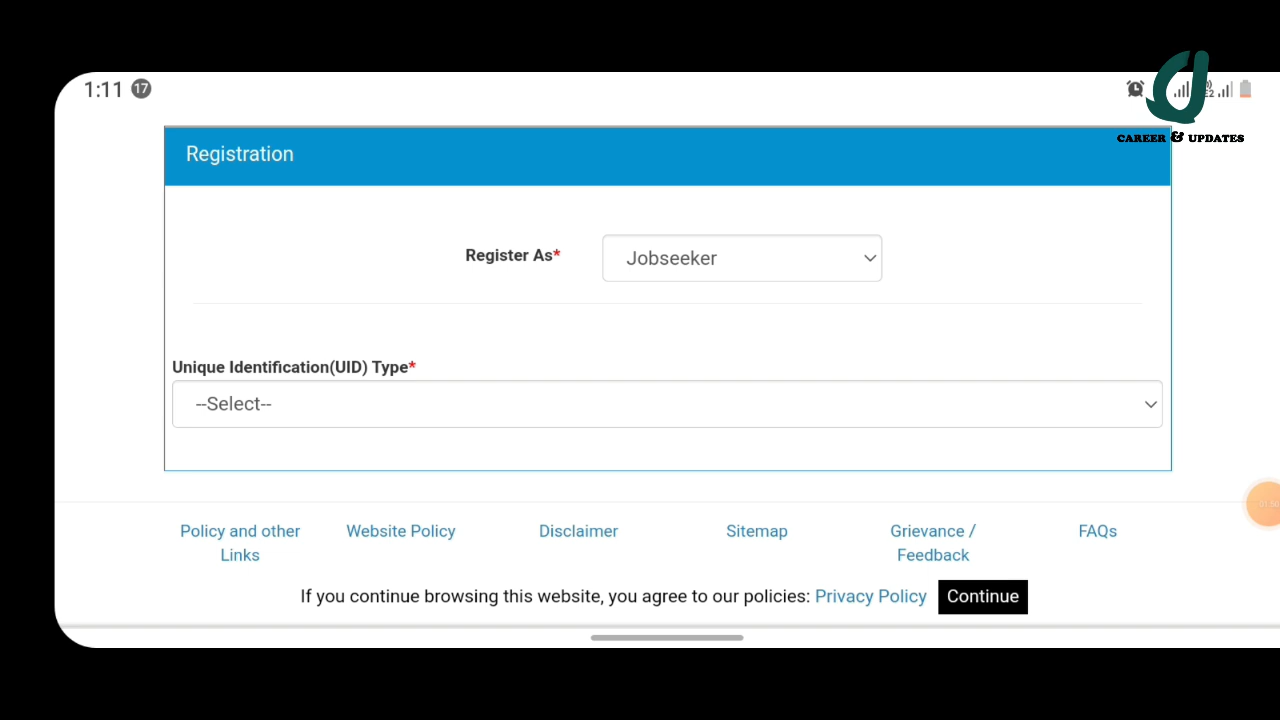 1:11 17
CAREER & UPDATES
Registration
Register As*
Jobseeker
Unique Identification(UID) Type*
--Select--
Policy and other
Links
Website Policy
Disclaimer
Sitemap
Grievance /
Feedback
FAQs
If you continue browsing this website, you agree to our policies: Privacy Policy Continue